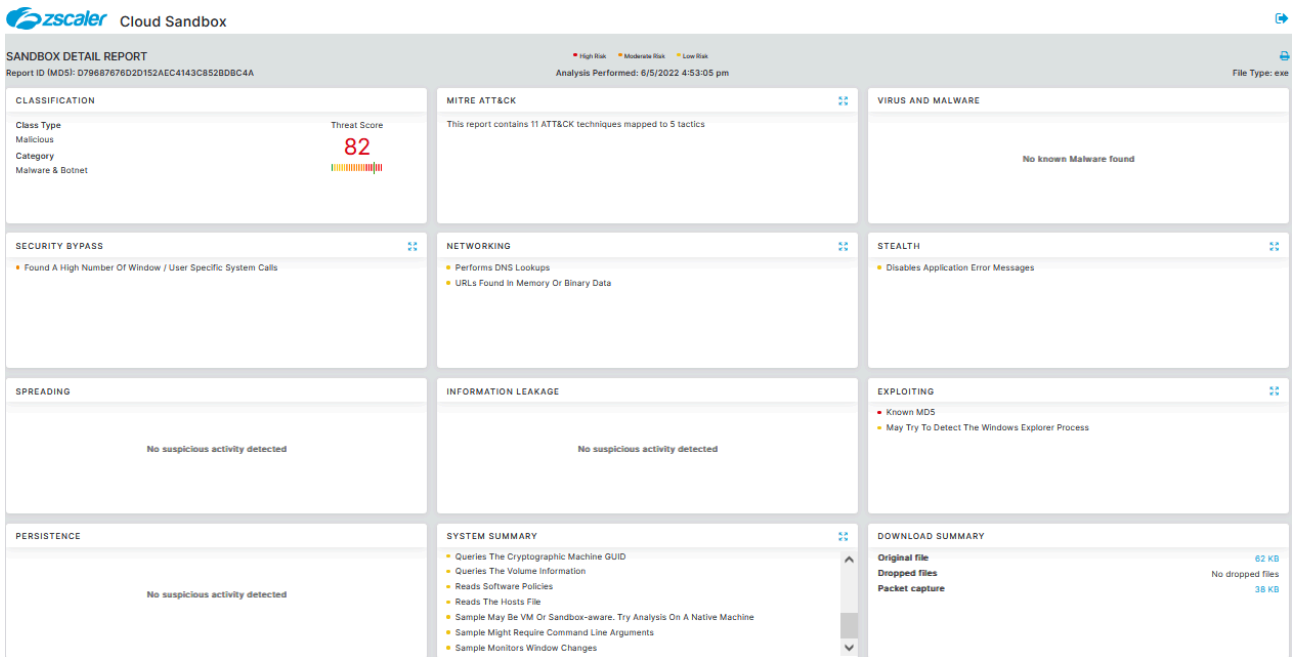 zscaler Cloud Sandbox
SANDBOX DETAIL REPORT
High Risk Moderate Risk Low Risk
Report ID (MD5): D79687676D2D152AEC4143C852BDBC4A
Analysis Performed: 6/5/2022 4:53:05 pm
File Type: exe
CLASSIFICATION
Class Type
Malicious
Category
Malware & Botnet
Threat Score
82
MITRE ATT&CK
This report contains 11 ATT&CK techniques mapped to 5 tactics
VIRUS AND MALWARE
No known Malware found
SECURITY BYPASS
Found A High Number Of Window / User Specific System Calls
NETWORKING
Performs DNS Lookups
URLs Found In Memory Or Binary Data
STEALTH
Disables Application Error Messages
SPREADING
No suspicious activity detected
INFORMATION LEAKAGE
No suspicious activity detected
EXPLOITING
Known MD5
May Try To Detect The Windows Explorer Process
PERSISTENCE
No suspicious activity detected
SYSTEM SUMMARY
Queries The Cryptographic Machine GUID
Queries The Volume Information
Reads Software Policies
Reads The Hosts File
Sample May Be VM Or Sandbox-aware. Try Analysis On A Native Machine
Sample Might Require Command Line Arguments
Sample Monitors Window Changes
DOWNLOAD SUMMARY
Original file 62 KB
Dropped files No dropped files
Packet capture 38 KB